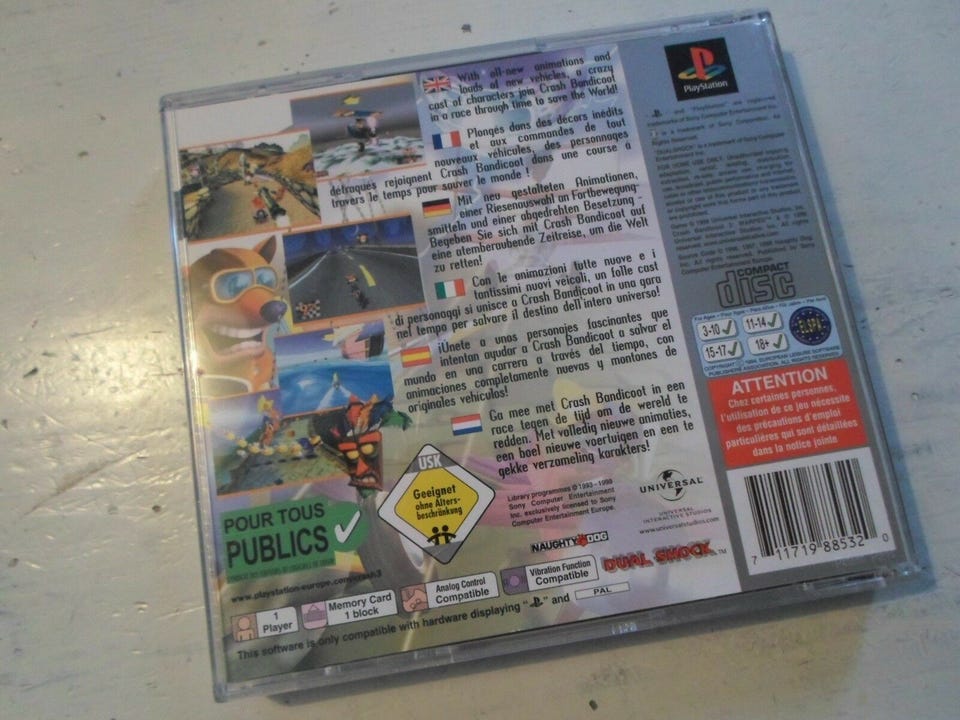 With all-new animations and
loads of new vehicles, a crazy
cast of characters join Crash Bandicoot
in a race through time to save the World!
Plongés dans des décors inédits
et aux commandes de tout
nouveaux véhicules, des personages
défraqués rejoignent Crash Bandicoot dans une course à
travers le temps pour sauver le monde !
Mit neu gestalteten Animationen,
einer Riesenauswahl an Fortbewegung-
smitteln und einer abgedrehten Besetzung -
Begeben Sie sich mit Crash Bandicoot auf
eine atemberaubende Zeitreise, um die Welt
zu retten!
Con le animazioni tutte nuove e i
tantissimi nuovi veicoli, un folle cast
di personaggi si unisce a Crash Bandicoot in una gara
nel tempo per salvare il destino dell'intero universo!
¡Únete a unos personajes fascinantes que
intentan ayudar a Crash Bandicoot a salvar el
mundo en una carrera a través del tiempo, con
animaciones completamente nuevas y montones de
originales vehículos!
Ga mee met Crash Bandicoot in een
race tegen de tijd om de wereld te
redden. Met volledig nieuwe animaties,
een boel nieuwe voertuigen en een te
gekke verzameling karakters!
USK
Geeignet
ohne Alters-
beschränkung
POUR TOUS
PUBLICS
www.playstation-europe.com/crash3
Library programmes © 1993-1998
Sony Computer Entertainment
Inc. exclusively licensed to Sony
Computer Entertainment Europe.
NAUGHTY DOG
UNIVERSAL
UNIVERSAL
INTERACTIVE STUDIOS
www.universalstudios.com
DUAL SHOCK™
1
Player
Memory Card
1 block
Analog Control
Compatible
Vibration Function
Compatible
This software is only compatible with hardware displaying " " and
PAL
PlayStation
COMPACT
disc
3-10
11-14
15-17
18+
ELSPA
ATTENTION
Chez certaines personnes,
l'utilisation de ce jeu nécessite
des précautions d'emploi
particulières qui sont détaillées
dans la notice jointe
7 11719 88532 0